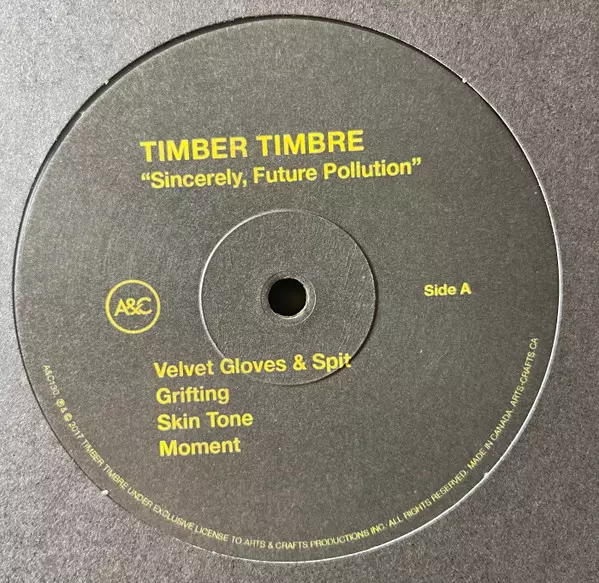 TIMBER TIMBRE
“Sincerely, Future Pollution”
A&C
Side A
Velvet Gloves & Spit
Grifting
Skin Tone
Moment
A&C130, ℗ & © 2017 TIMBER TIMBRE UNDER EXCLUSIVE LICENSE TO ARTS & CRAFTS PRODUCTIONS INC. ALL RIGHTS RESERVED. MADE IN CANADA. ARTS-CRAFTS.CA